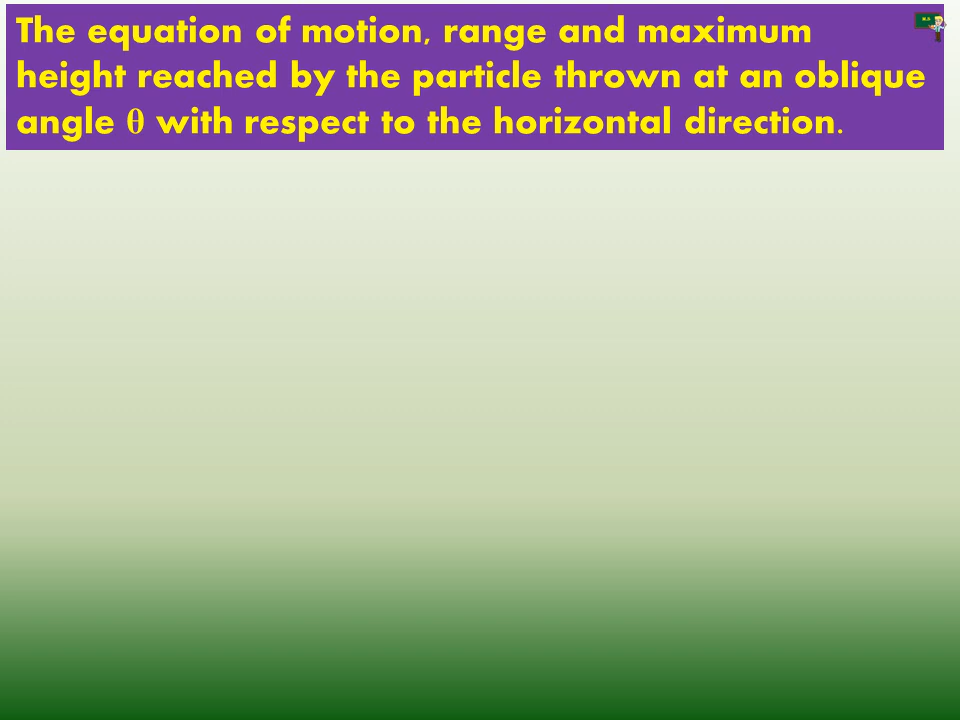 The equation of motion, range and maximum
height reached by the particle thrown at an oblique
angle θ with respect to the horizontal direction.